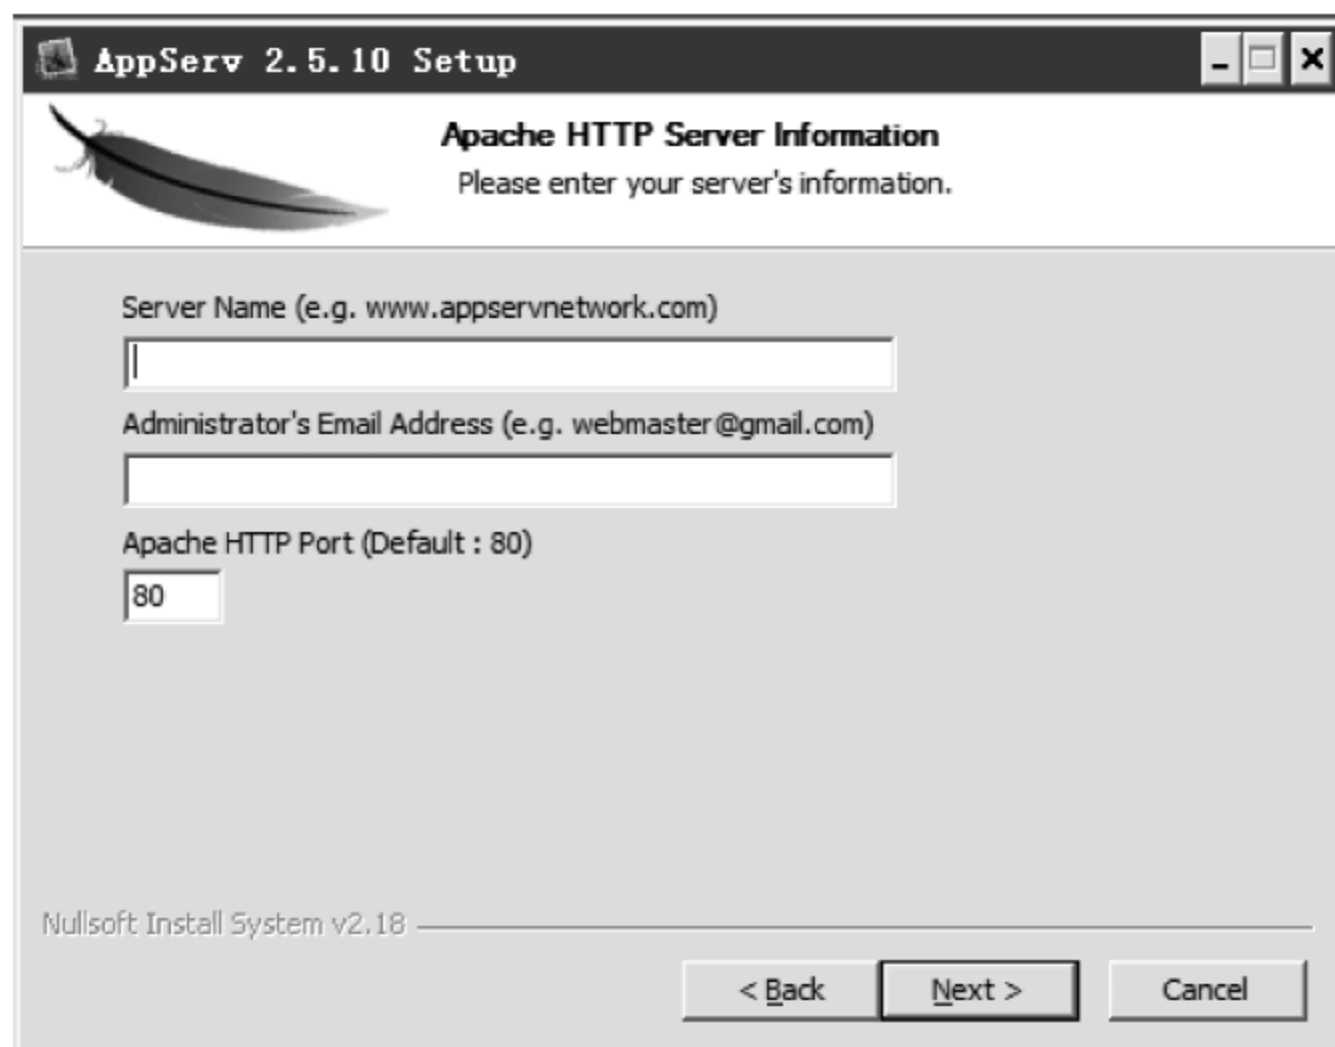 AppServ 2.5.10 Setup
Apache HTTP Server Information
Please enter your server's information.
Server Name (e.g. www.appservnetwork.com)
Administrator's Email Address (e.g. webmaster@gmail.com)
Apache HTTP Port (Default : 80)
80
Nullsoft Install System v2.18
< Back Next > Cancel